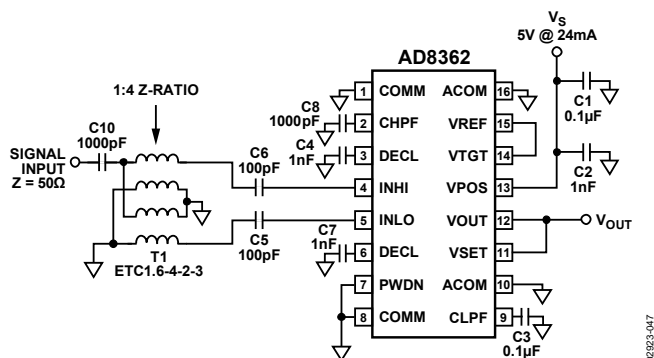 V_S
5V @ 24mA
AD8362
1:4 Z-RATIO
C10
1000pF
SIGNAL
INPUT
Z = 50Ω
T1
ETC1.6-4-2-3
C6
100pF
C5
100pF
C8
1000pF
C4
1nF
C7
1nF
1 COMM ACOM 16
2 CHPF VREF 15
3 DECL VTGT 14
4 INHI VPOS 13
5 INLO VOUT 12
6 DECL VSET 11
7 PWDN ACOM 10
8 COMM CLPF 9
C1
0.1µF
C2
1nF
V_OUT
C3
0.1µF
02923-047